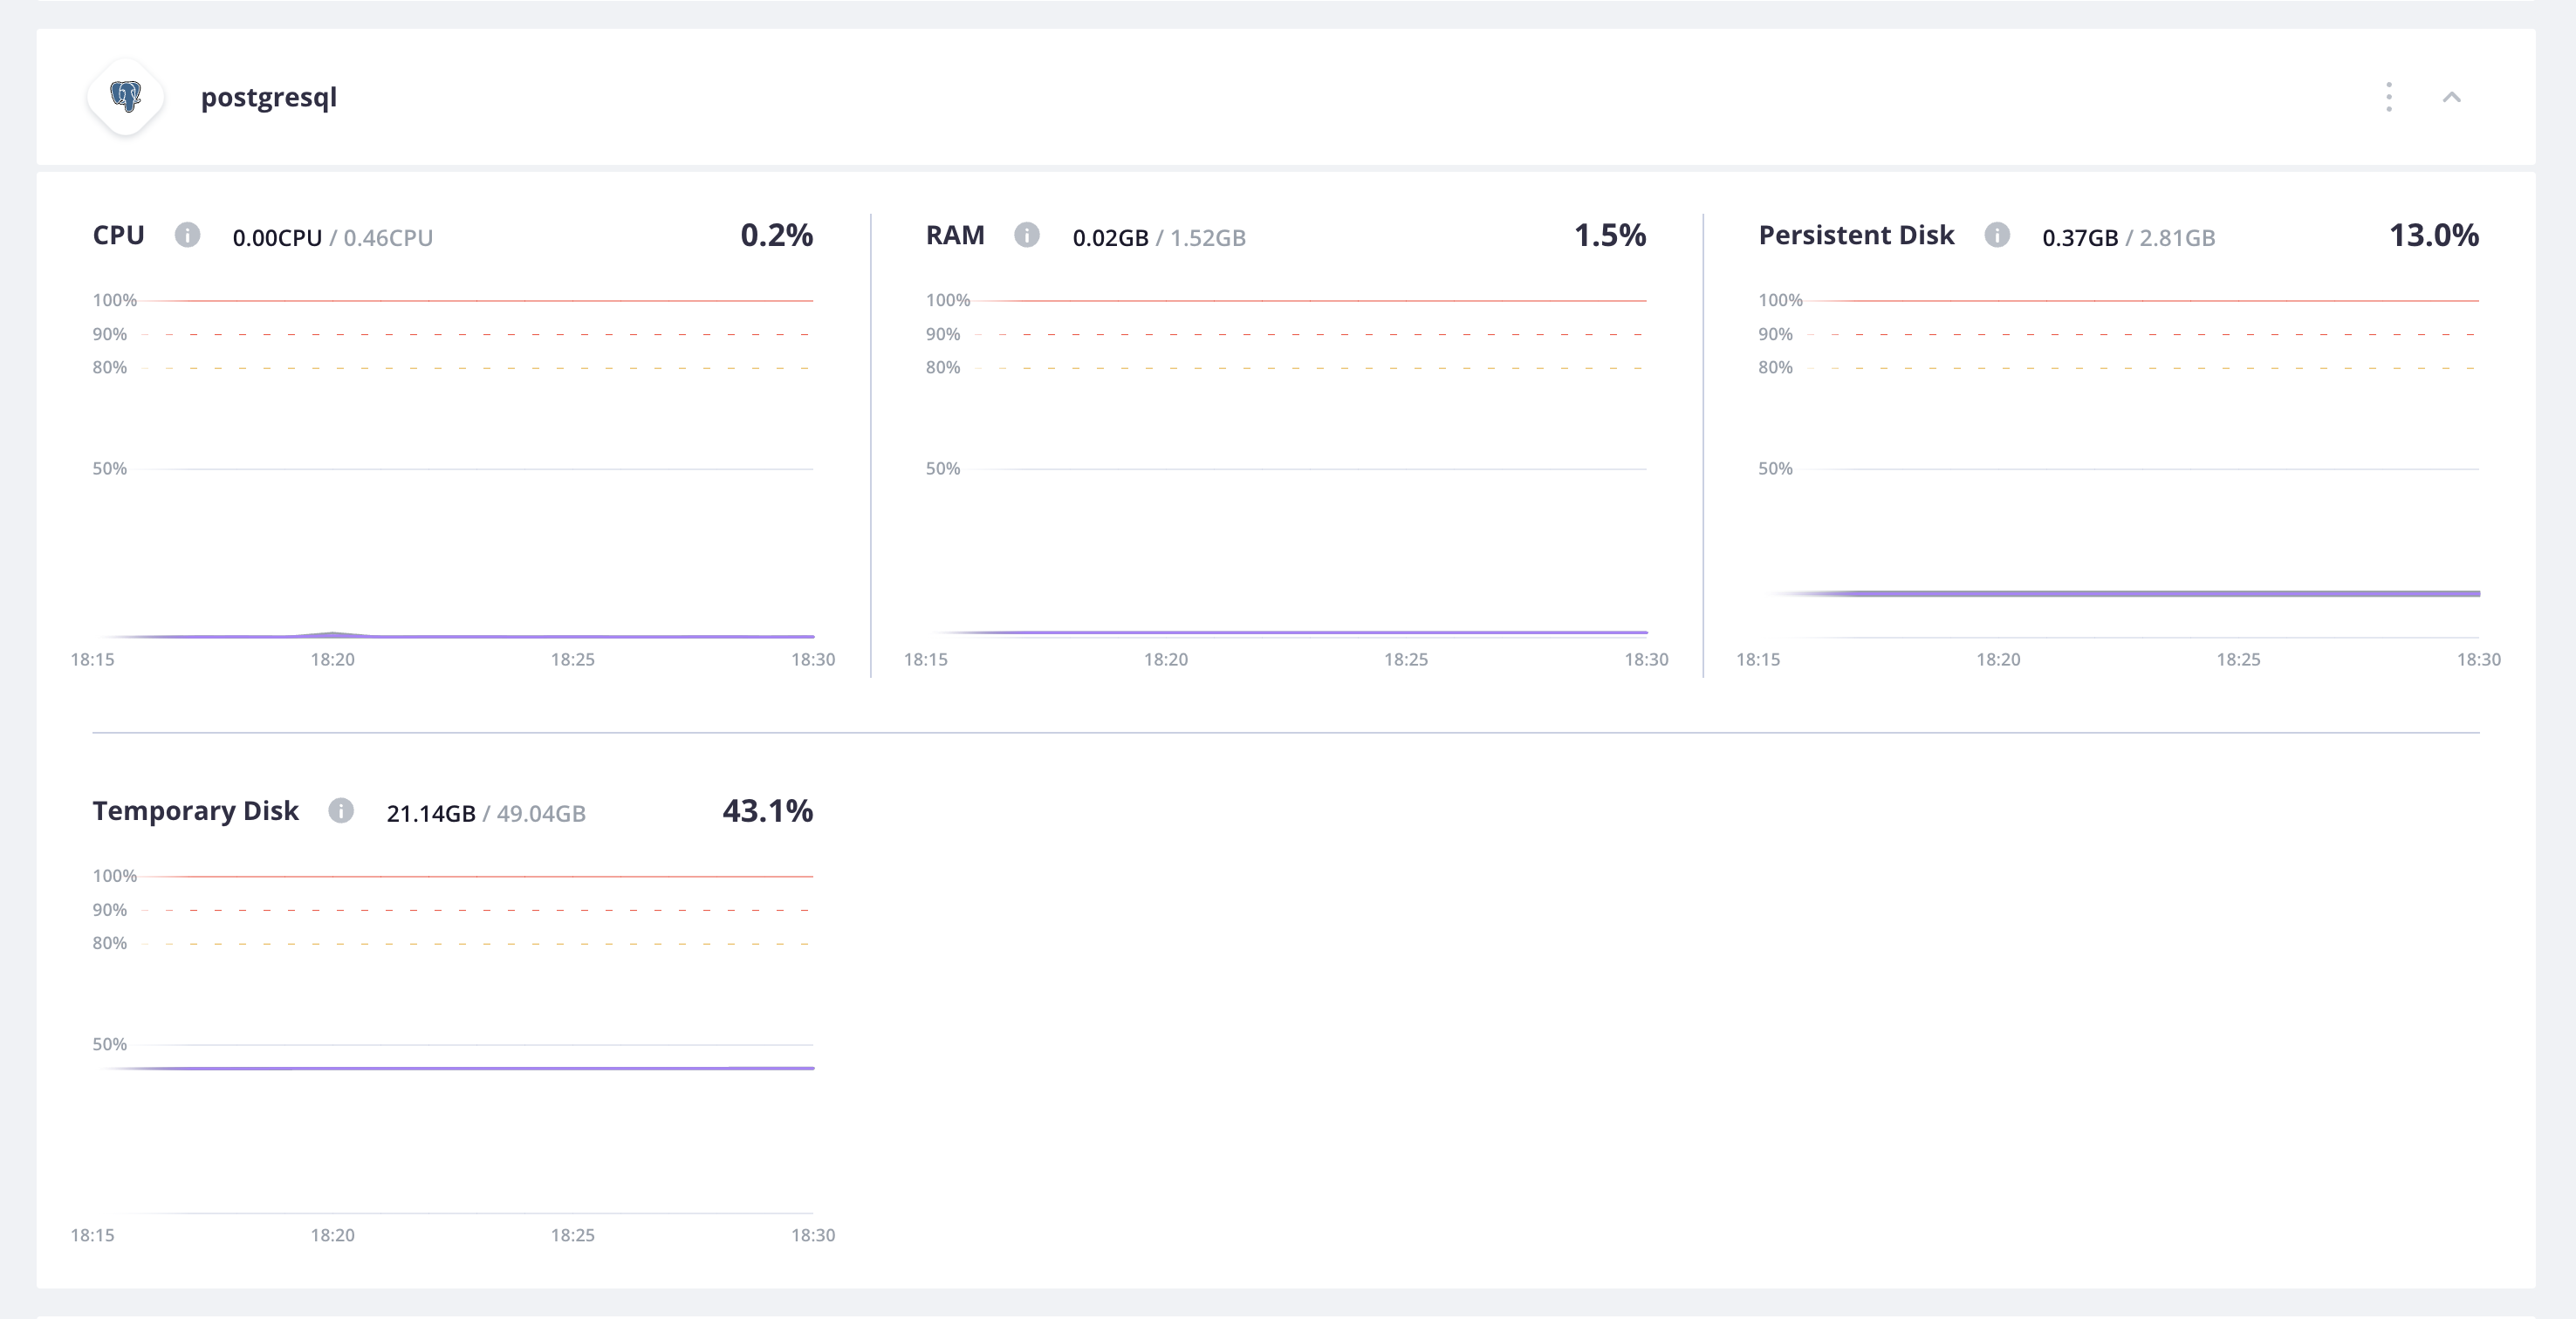 postgresql
CPU 0.00CPU / 0.46CPU 0.2%
100%
90%
80%
50%
18:15 18:20 18:25 18:30
RAM 0.02GB / 1.52GB 1.5%
100%
90%
80%
50%
18:15 18:20 18:25 18:30
Persistent Disk 0.37GB / 2.81GB 13.0%
100%
90%
80%
50%
18:15 18:20 18:25 18:30
Temporary Disk 21.14GB / 49.04GB 43.1%
100%
90%
80%
50%
18:15 18:20 18:25 18:30